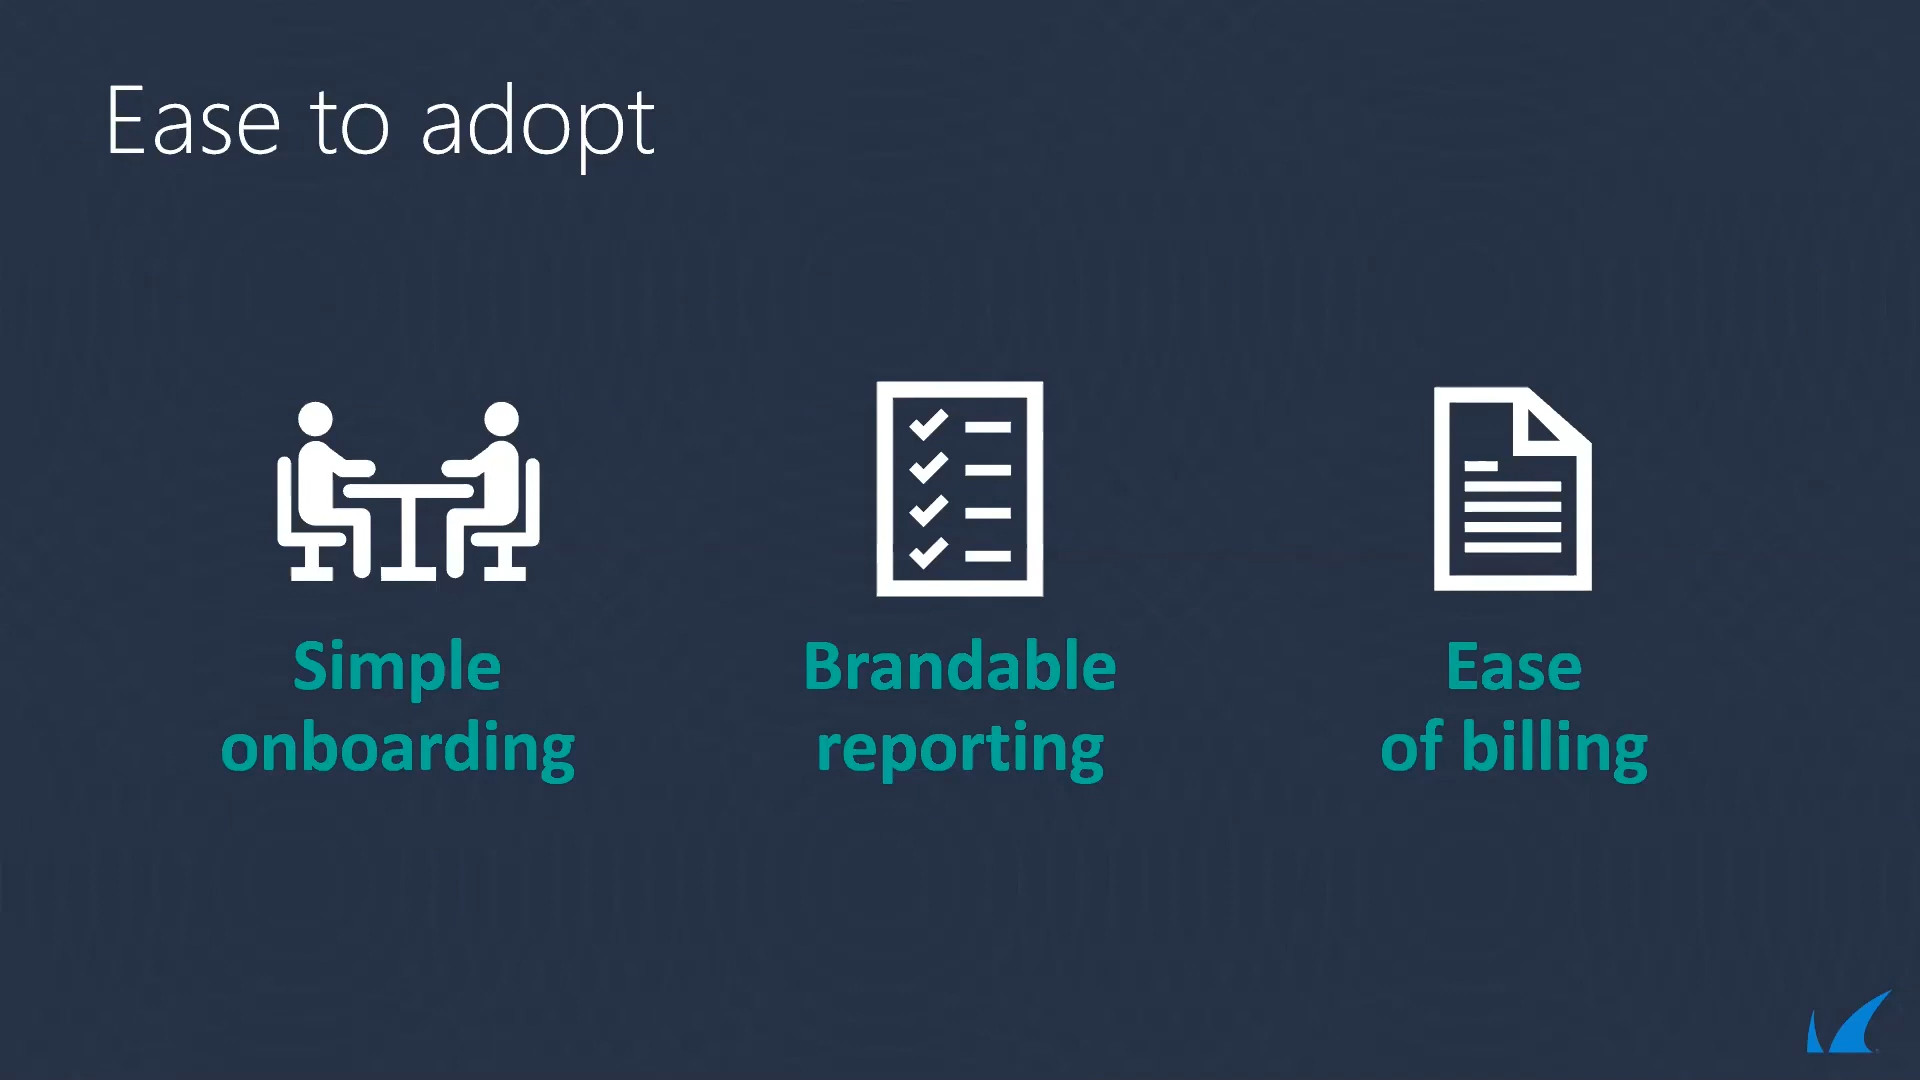 Ease to adopt
Simple
onboarding
Brandable
reporting
Ease
of billing